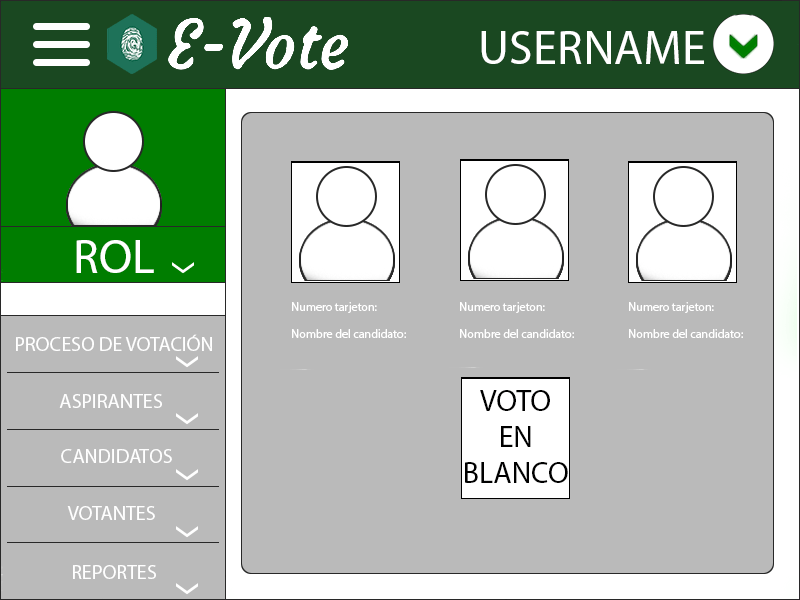 E-Vote
USERNAME
ROL
PROCESO DE VOTACIÓN
ASPIRANTES
CANDIDATOS
VOTANTES
REPORTES
Numero tarjeton:
Nombre del candidato:
Numero tarjeton:
Nombre del candidato:
Numero tarjeton:
Nombre del candidato:
VOTO
EN
BLANCO